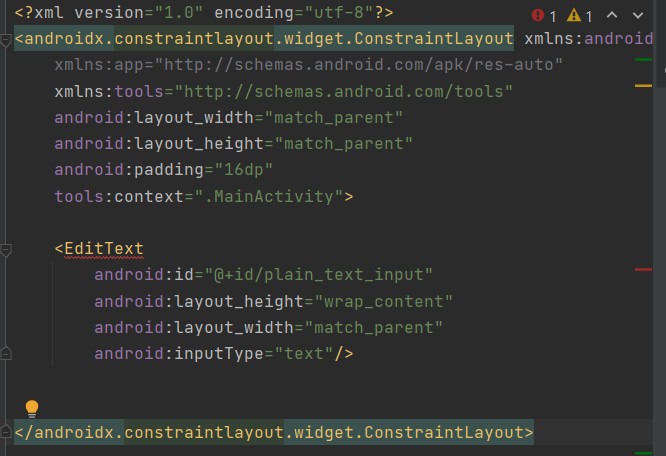 <?xml version="1.0" encoding="utf-8"?> 1 1
<androidx.constraintlayout.widget.ConstraintLayout xmlns:android
xmlns:app="http://schemas.android.com/apk/res-auto"
xmlns:tools="http://schemas.android.com/tools"
android:layout_width="match_parent"
android:layout_height="match_parent"
android:padding="16dp"
tools:context=".MainActivity">
<EditText
android:id="@+id/plain_text_input"
android:layout_height="wrap_content"
android:layout_width="match_parent"
android:inputType="text"/>
</androidx.constraintlayout.widget.ConstraintLayout>